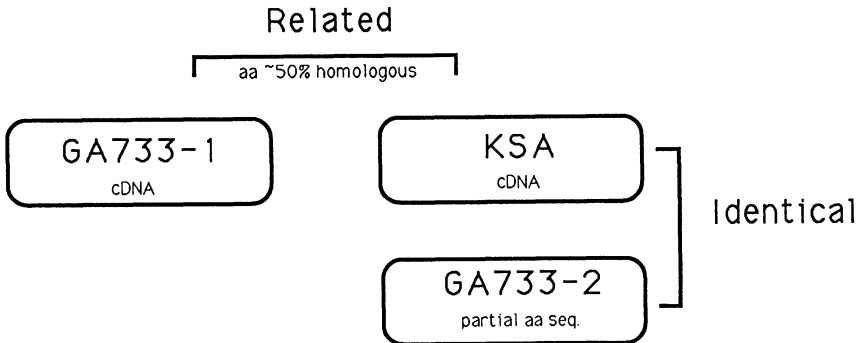 Related
aa ~50% homologous
GA733-1
cDNA
KSA
cDNA
Identical
GA733-2
partial aa seq.